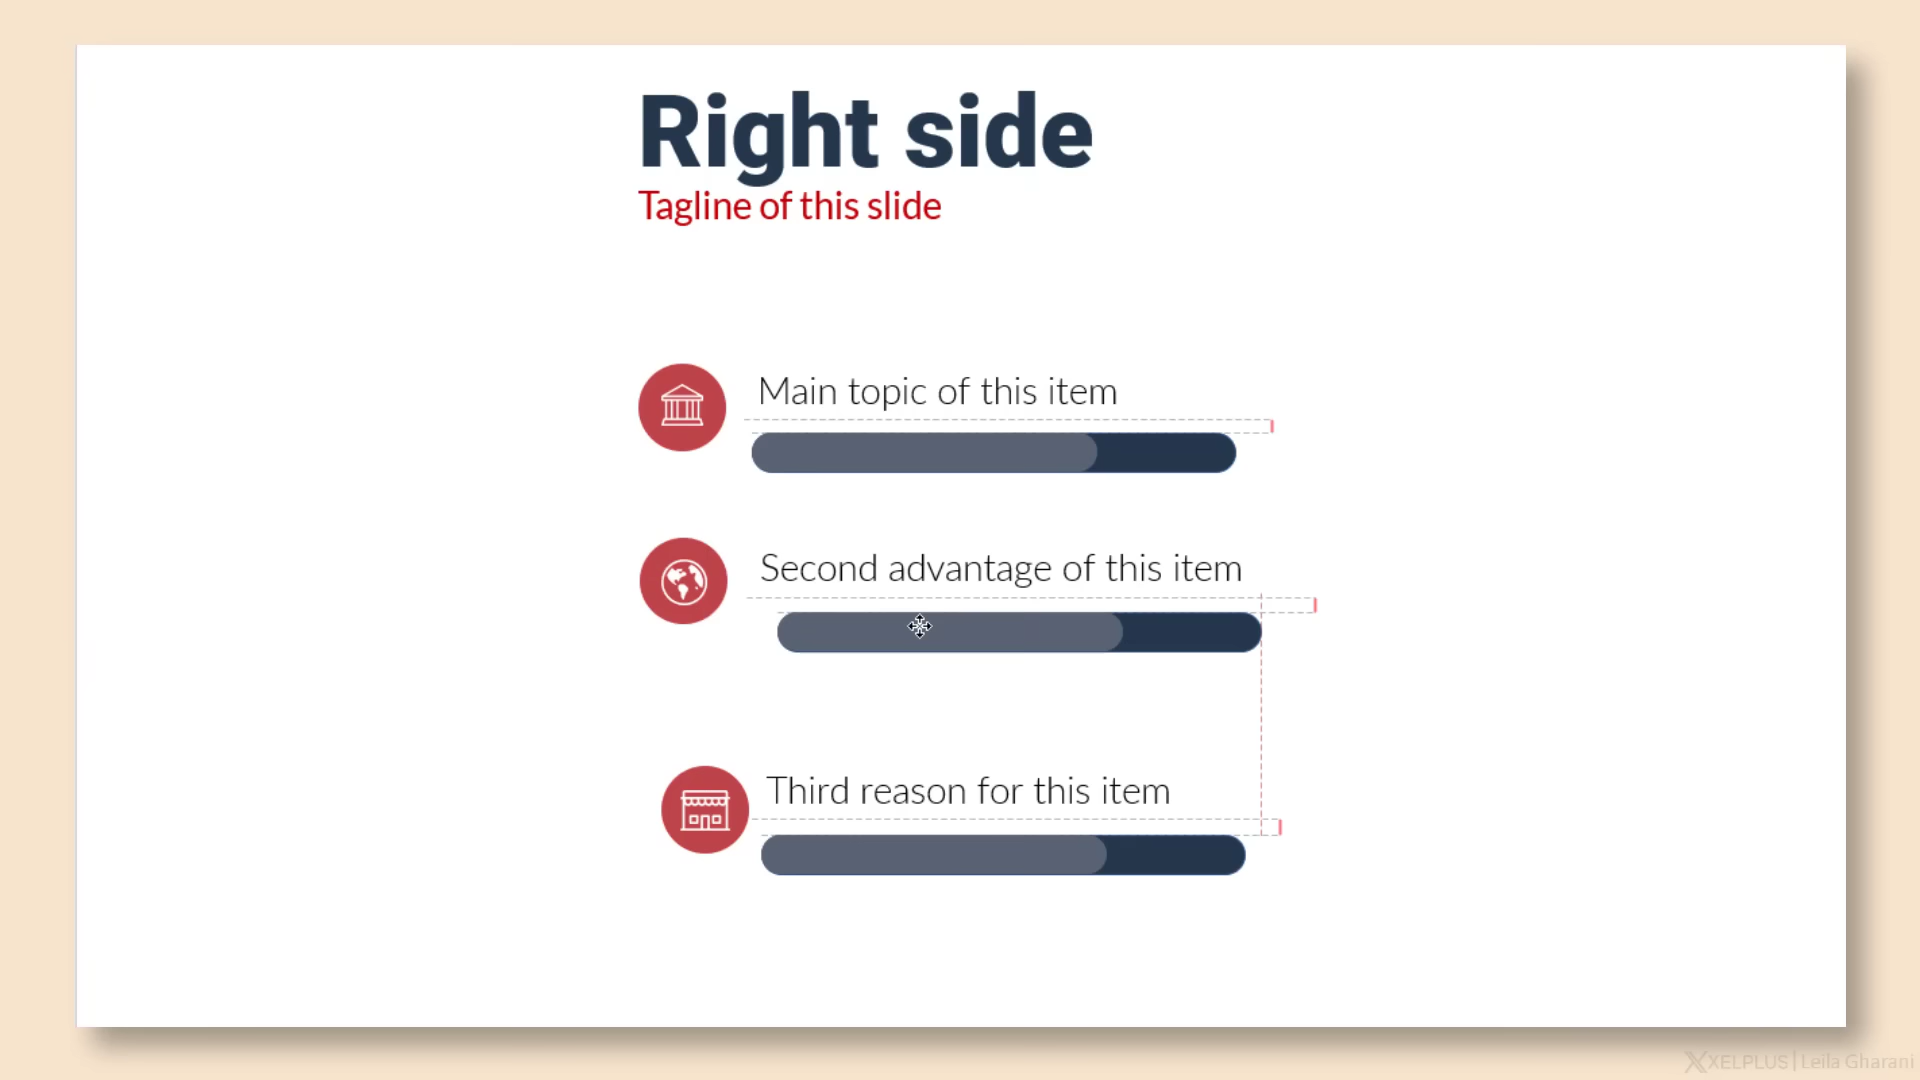 Right side
Tagline of this slide
Main topic of this item
Second advantage of this item
Third reason for this item
XELPLUS | Leila Gharani